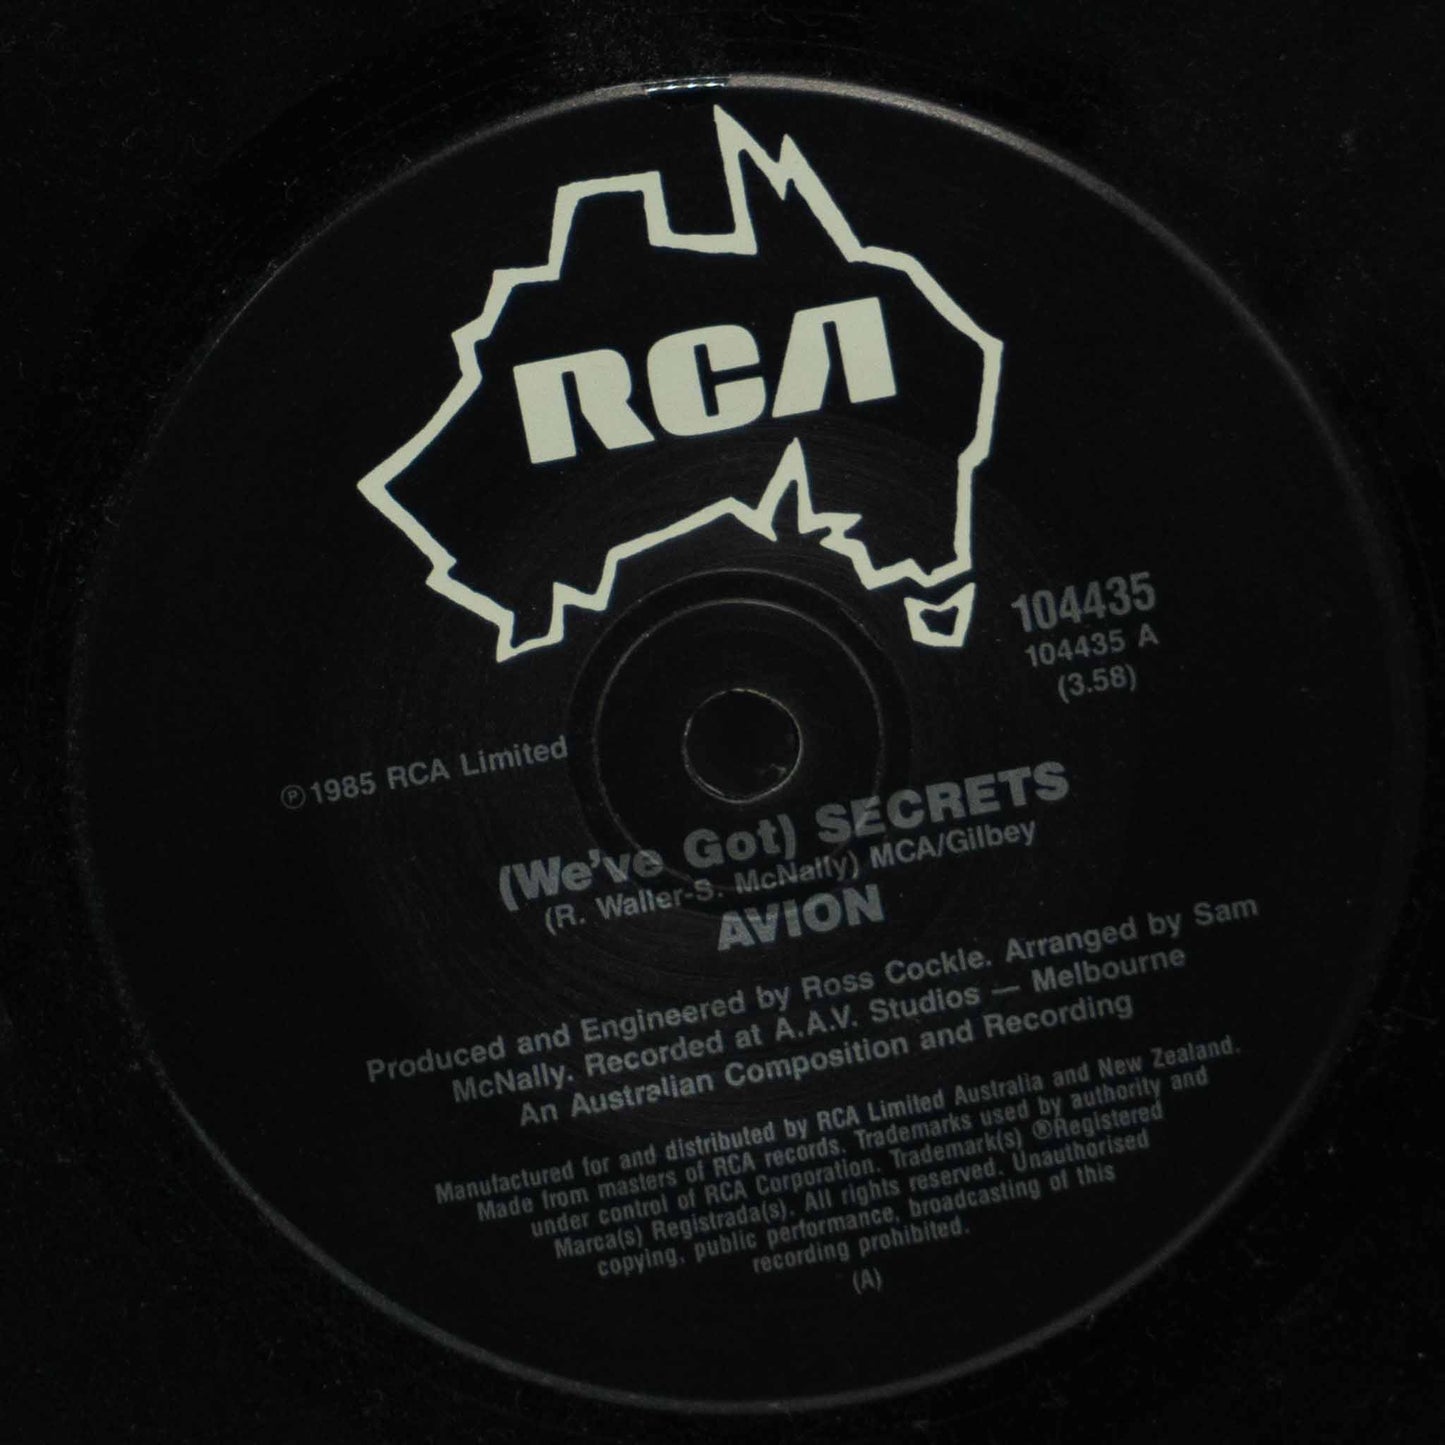 RCA
104435
104435 A
(3.58)
℗ 1985 RCA Limited
(We've Got) SECRETS
(R. Waller-S. McNally) MCA/Gilbey
AVION
Produced and Engineered by Ross Cockle. Arranged by Sam
McNally. Recorded at A.A.V. Studios — Melbourne
An Australian Composition and Recording
Manufactured for and distributed by RCA Limited Australia and New Zealand.
Made from masters of RCA records. Trademarks used by authority and
under control of RCA Corporation. Trademark(s) ®Registered
Marca(s) Registrada(s). All rights reserved. Unauthorised
copying, public performance, broadcasting of this
recording prohibited.
(A)